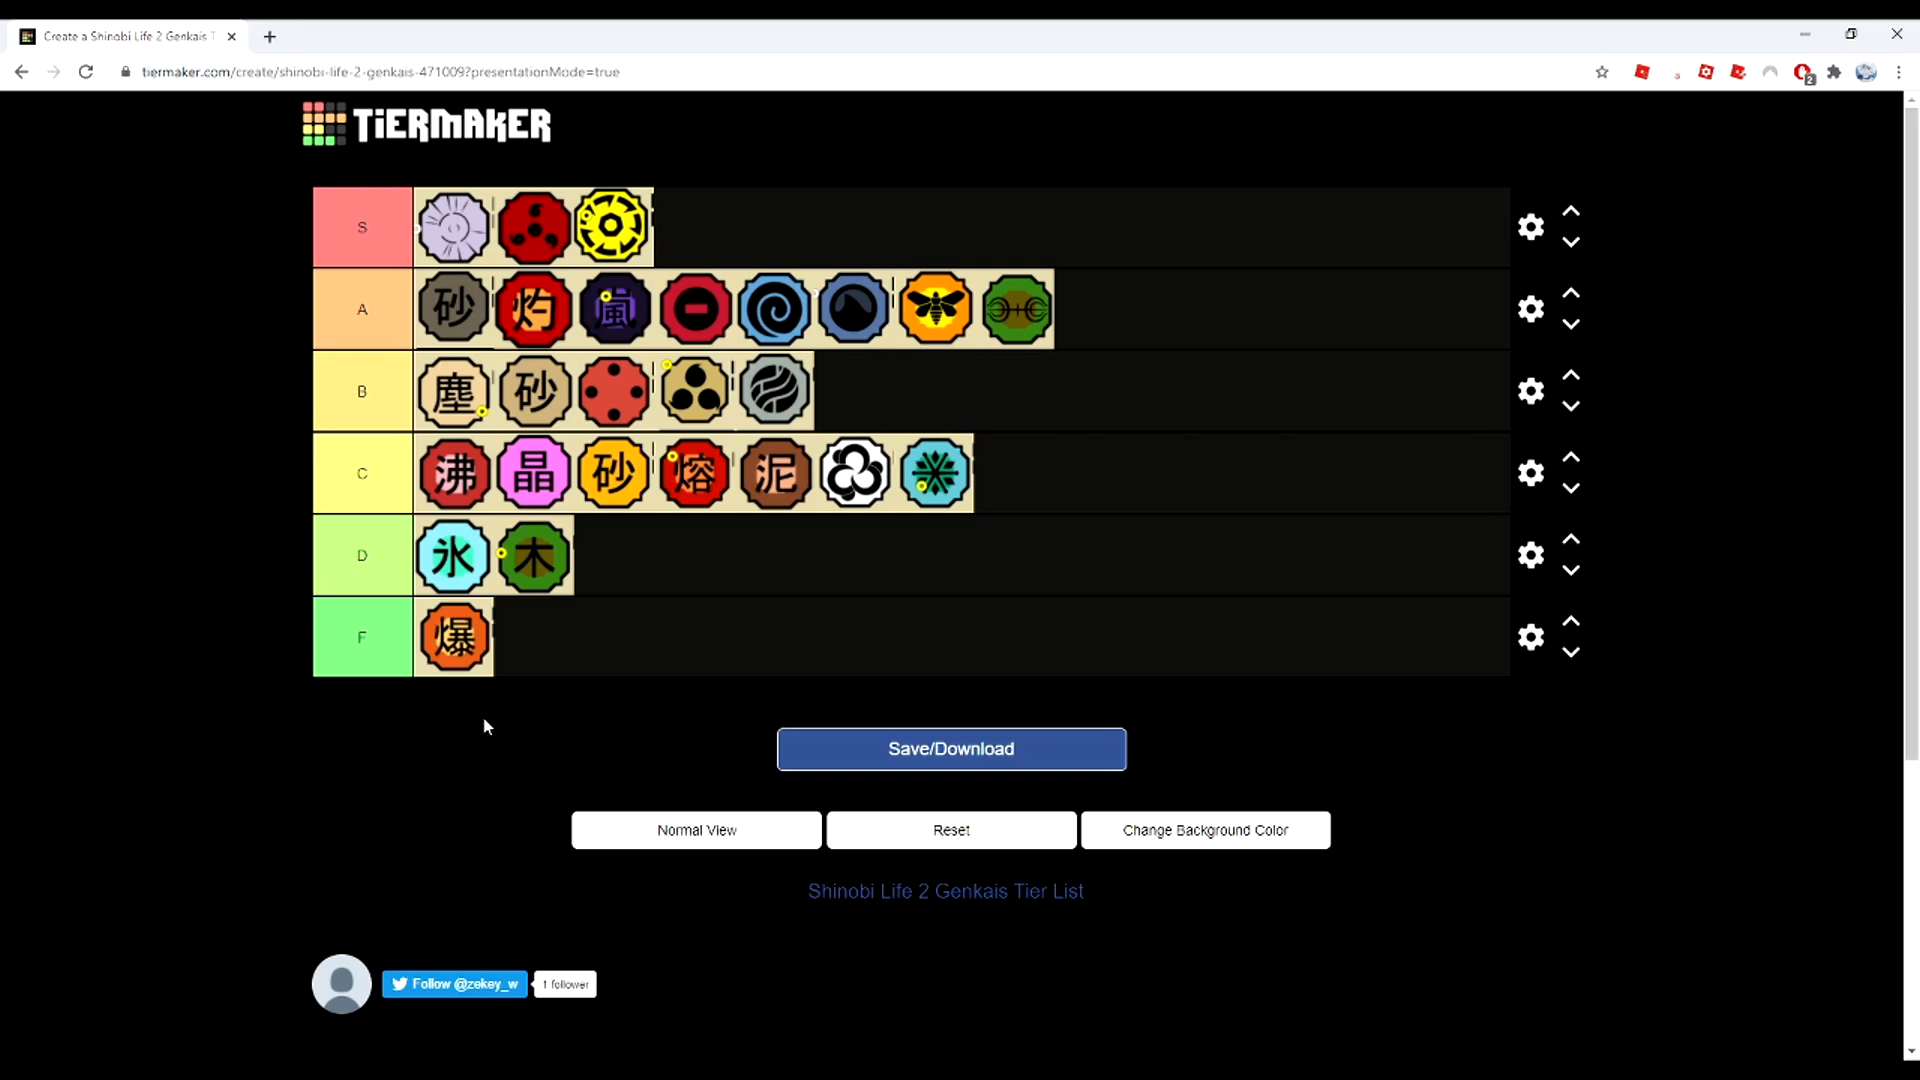 Create a Shinobi Life 2 Genkais T
tiermaker.com/create/shinobi-life-2-genkais-471009?presentationMode=true
2
TiERMAKER
S
A
砂 灼 嵐
B
塵 砂
C
沸 晶 砂 熔 泥
D
氷 木
F
爆
Save/Download
Normal View
Reset
Change Background Color
Shinobi Life 2 Genkais Tier List
Follow @zekey_w
1 follower